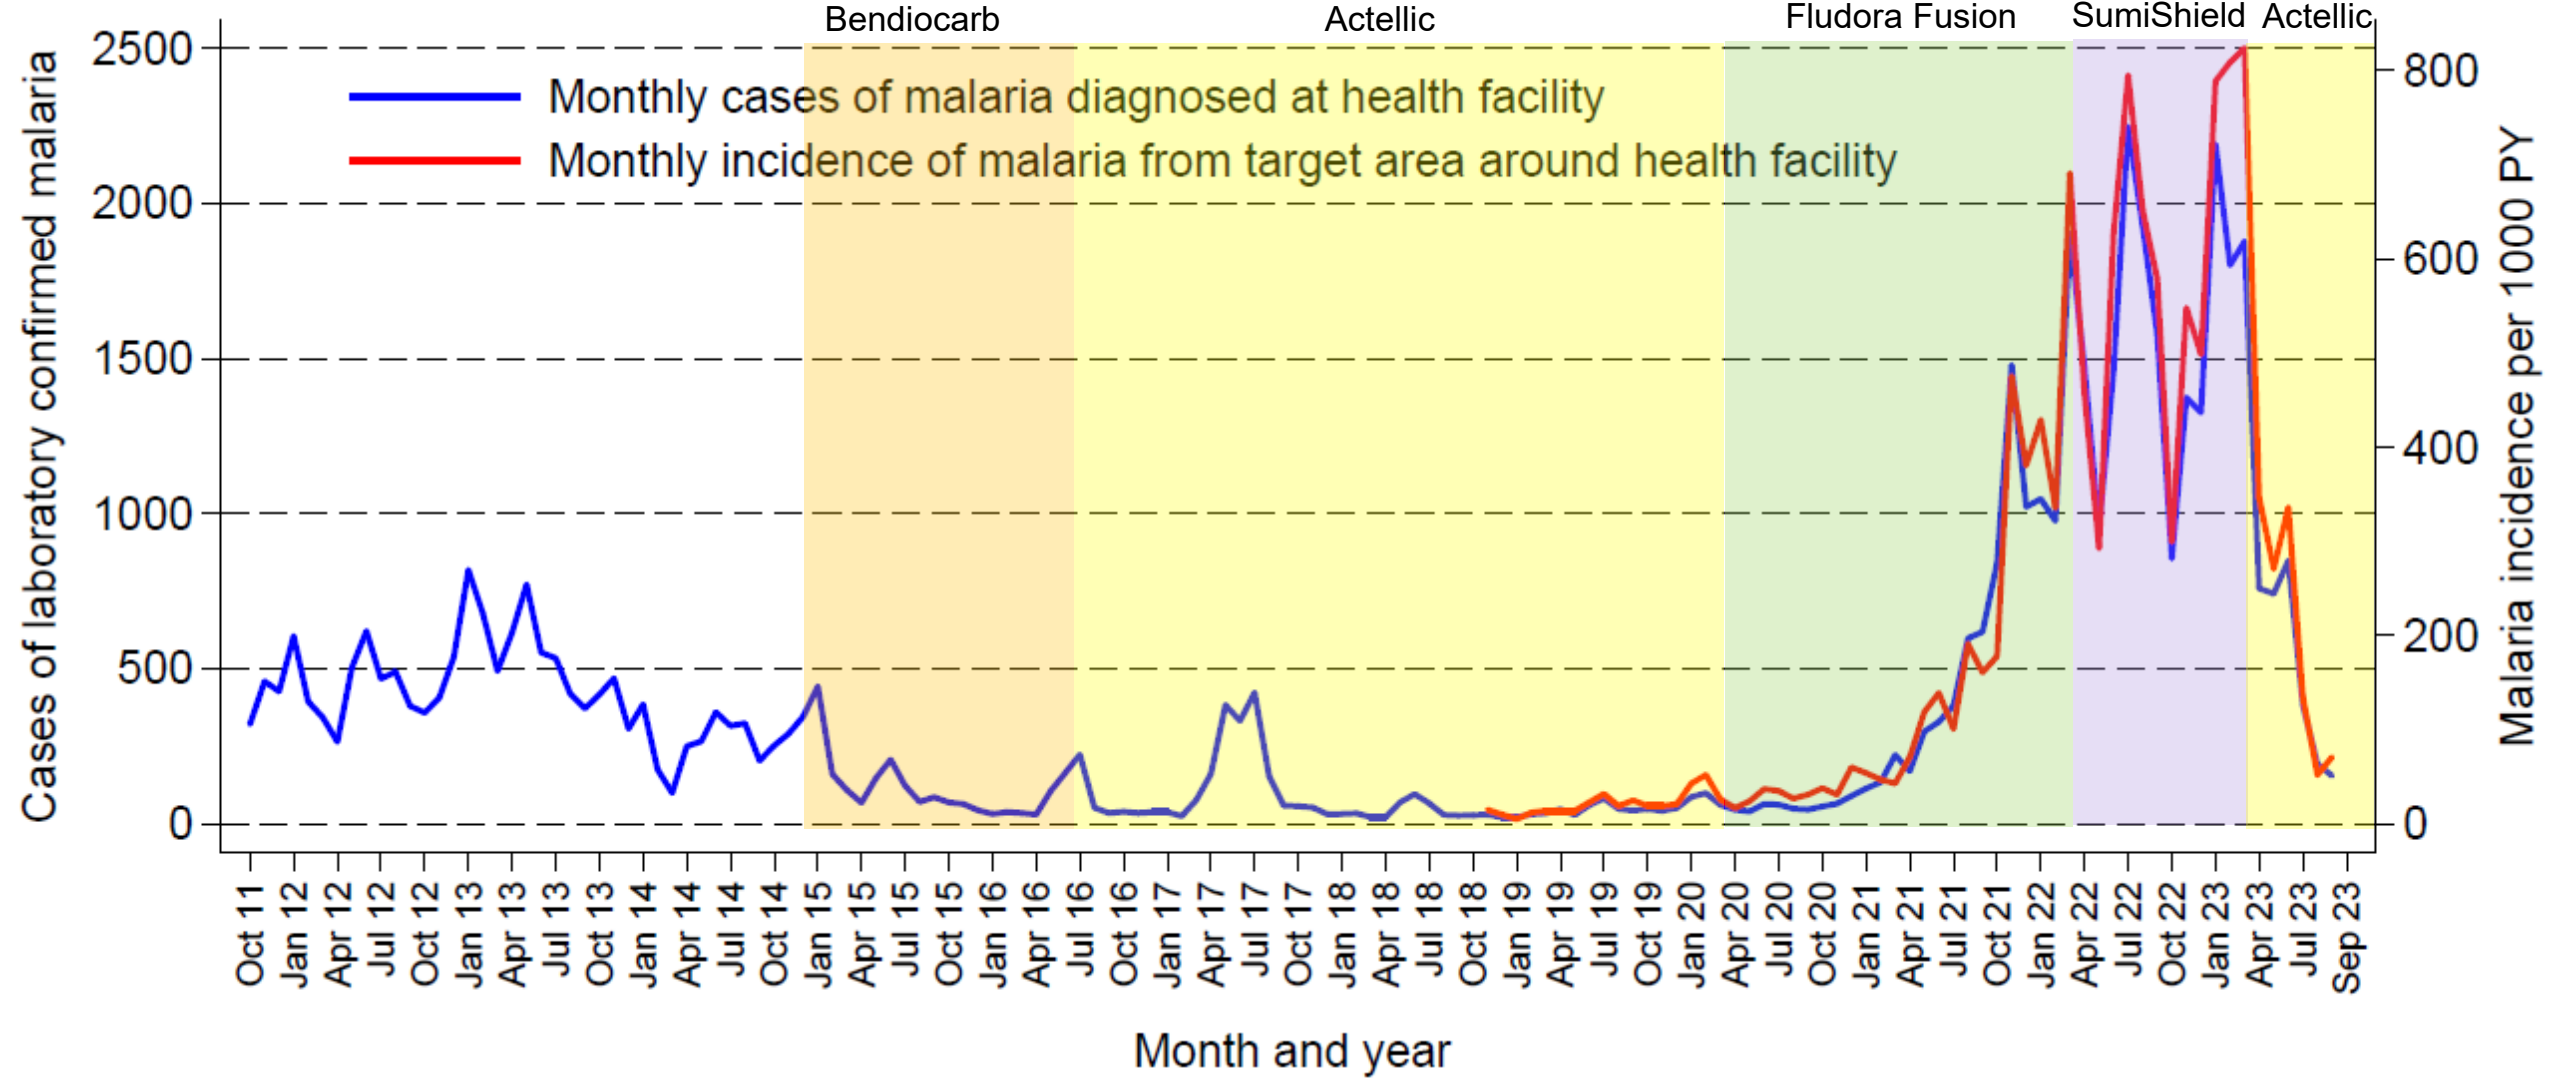 Bendiocarb
Actellic
Fludora Fusion
SumiShield
Actellic
Cases of laboratory confirmed malaria
2500
2000
1500
1000
500
0
Monthly cases of malaria diagnosed at health facility
Monthly incidence of malaria from target area around health facility
800
600
400
200
0
Malaria incidence per 1000 PY
Oct 11
Jan 12
Apr 12
Jul 12
Oct 12
Jan 13
Apr 13
Jul 13
Oct 13
Jan 14
Apr 14
Jul 14
Oct 14
Jan 15
Apr 15
Jul 15
Oct 15
Jan 16
Apr 16
Jul 16
Oct 16
Jan 17
Apr 17
Jul 17
Oct 17
Jan 18
Apr 18
Jul 18
Oct 18
Jan 19
Apr 19
Jul 19
Oct 19
Jan 20
Apr 20
Jul 20
Oct 20
Jan 21
Apr 21
Jul 21
Oct 21
Jan 22
Apr 22
Jul 22
Oct 22
Jan 23
Apr 23
Jul 23
Sep 23
Month and year